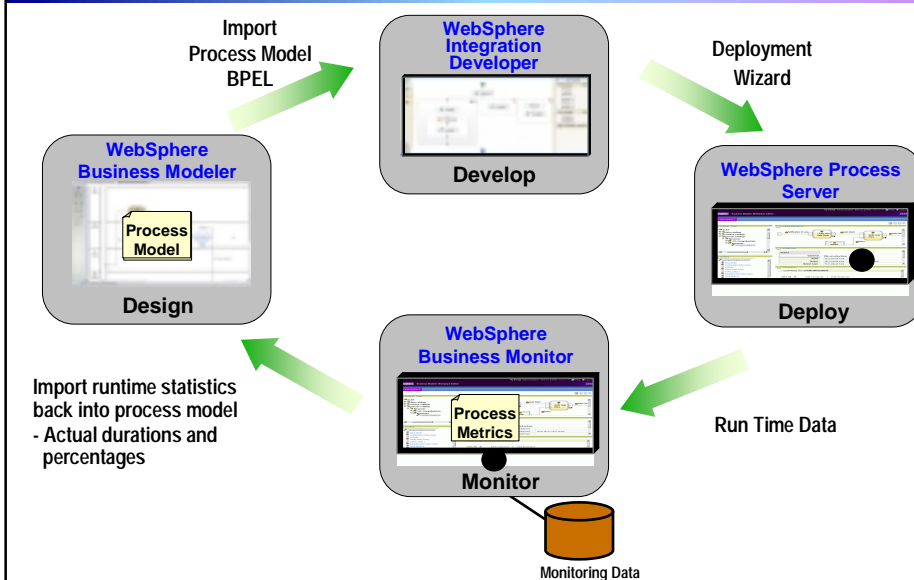 Import
Process Model
BPEL
WebSphere
Integration
Developer
Develop
Deployment
Wizard
WebSphere
Business Modeler
Process
Model
Design
WebSphere Process
Server
Deploy
WebSphere
Business Monitor
Process
Metrics
Monitor
Import runtime statistics
back into process model
- Actual durations and
percentages
Run Time Data
Monitoring Data